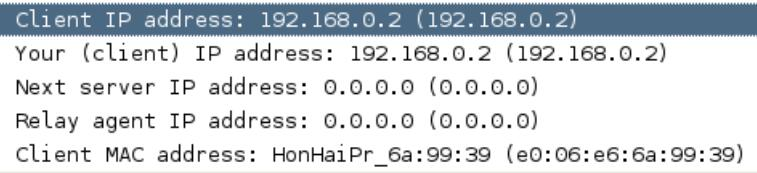 Client IP address: 192.168.0.2 (192.168.0.2)
Your (client) IP address: 192.168.0.2 (192.168.0.2)
Next server IP address: 0.0.0.0 (0.0.0.0)
Relay agent IP address: 0.0.0.0 (0.0.0.0)
Client MAC address: HonHaiPr_6a:99:39 (e0:06:e6:6a:99:39)